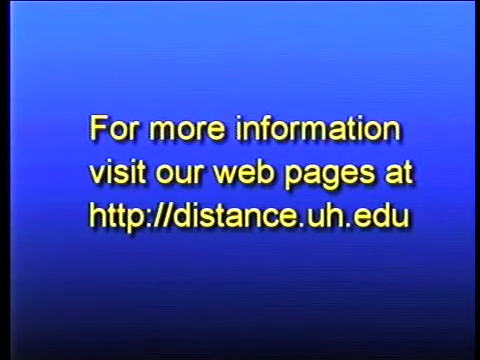 For more information
visit our web pages at
http://distance.uh.edu